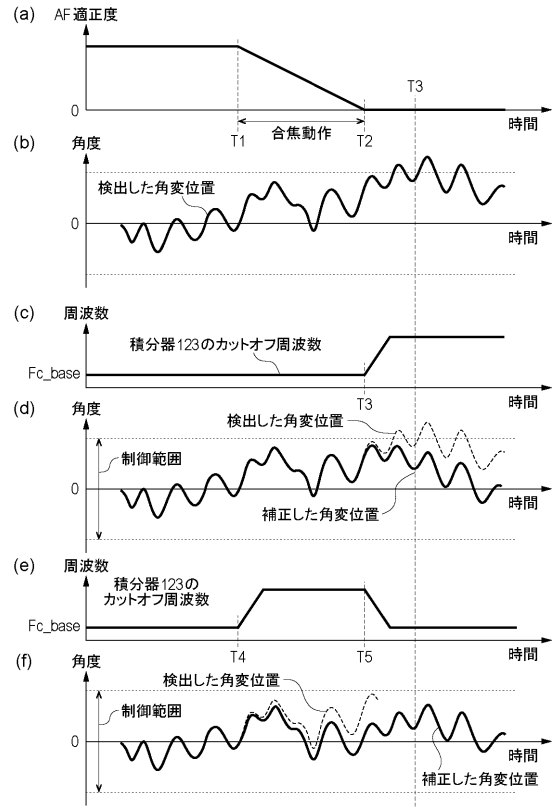 (a)
AF 適正度
T3
0
時間
合焦動作
T1
T2
(b)
角度
検出した角変位置
0
時間
(c)
周波数
積分器123のカットオフ周波数
Fc_base
時間
T3
(d)
角度
検出した角変位置
制御範囲
0
時間
補正した角変位置
(e)
周波数
積分器123の
カットオフ周波数
Fc_base
時間
T4
T5
(f)
角度
検出した角変位置
制御範囲
0
時間
補正した角変位置